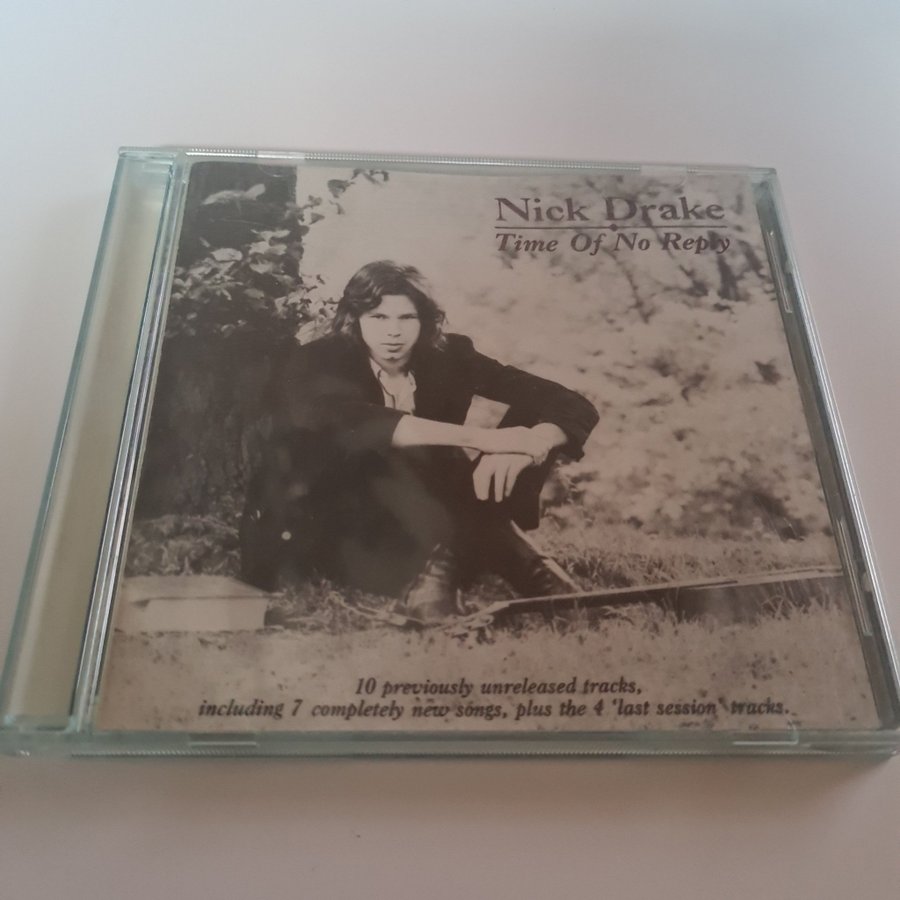 Nick Drake
Time Of No Reply
10 previously unreleased tracks,
including 7 completely new songs, plus the 4 'last session' tracks.